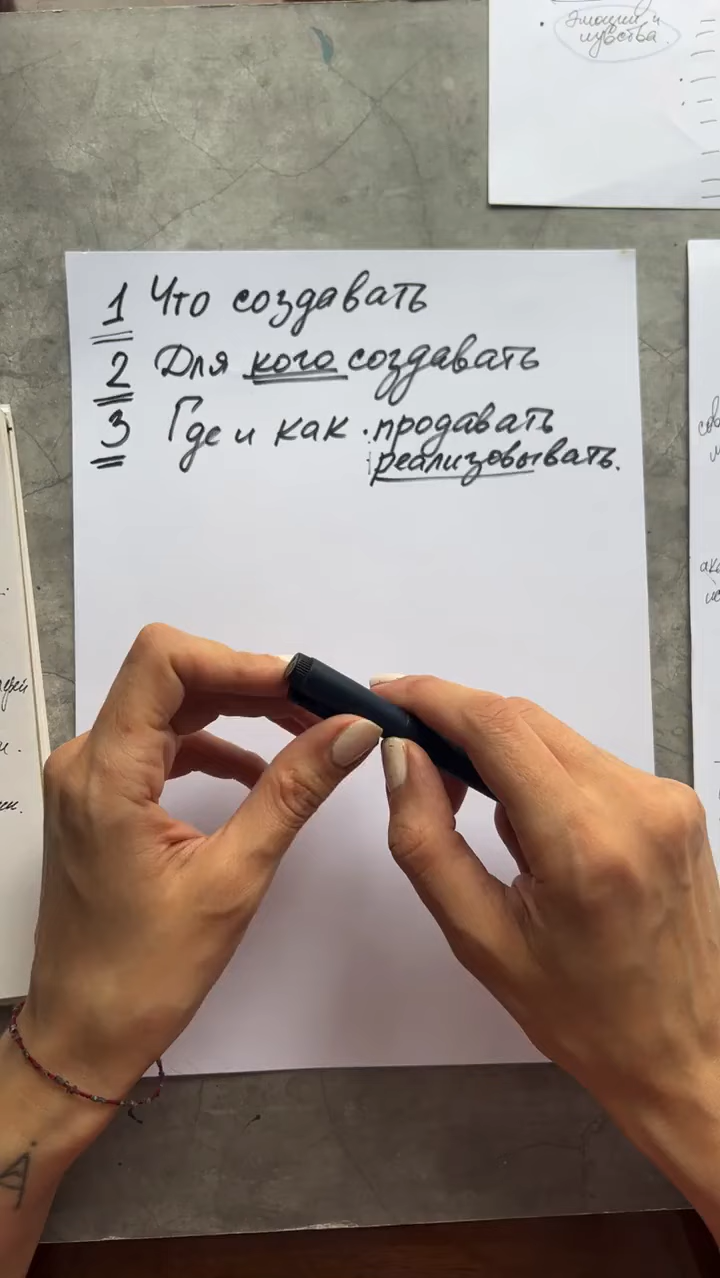 Эмоции и
чувства
1 Что создавать
2 Для кого создавать
3 Где и как · продавать
реализовывать.